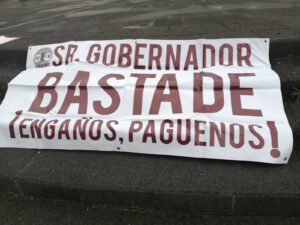 SR. GOBERNADOR
BASTA DE
¡ENGAÑOS, PAGUENOS!